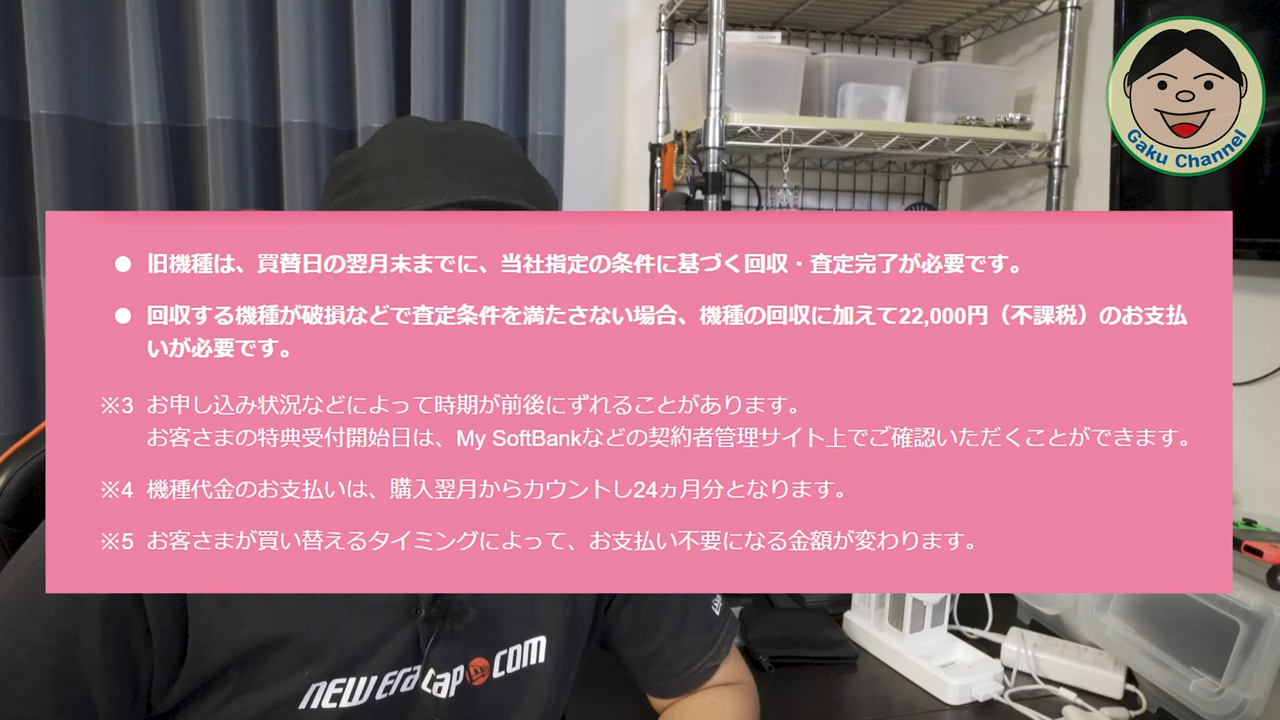 Gaku Channel
● 旧機種は、買替日の翌月末までに、当社指定の条件に基づく回収・査定完了が必要です。
● 回収する機種が破損などで査定条件を満たさない場合、機種の回収に加えて22,000円（不課税）のお支払
いが必要です。
※3 お申し込み状況などによって時期が前後にずれることがあります。
お客さまの特典受付開始日は、My SoftBankなどの契約者管理サイト上でご確認いただくことができます。
※4 機種代金のお支払いは、購入翌月からカウントし24ヵ月分となります。
※5 お客さまが買い替えるタイミングによって、お支払い不要になる金額が変わります。
NEW ERA cap.COM